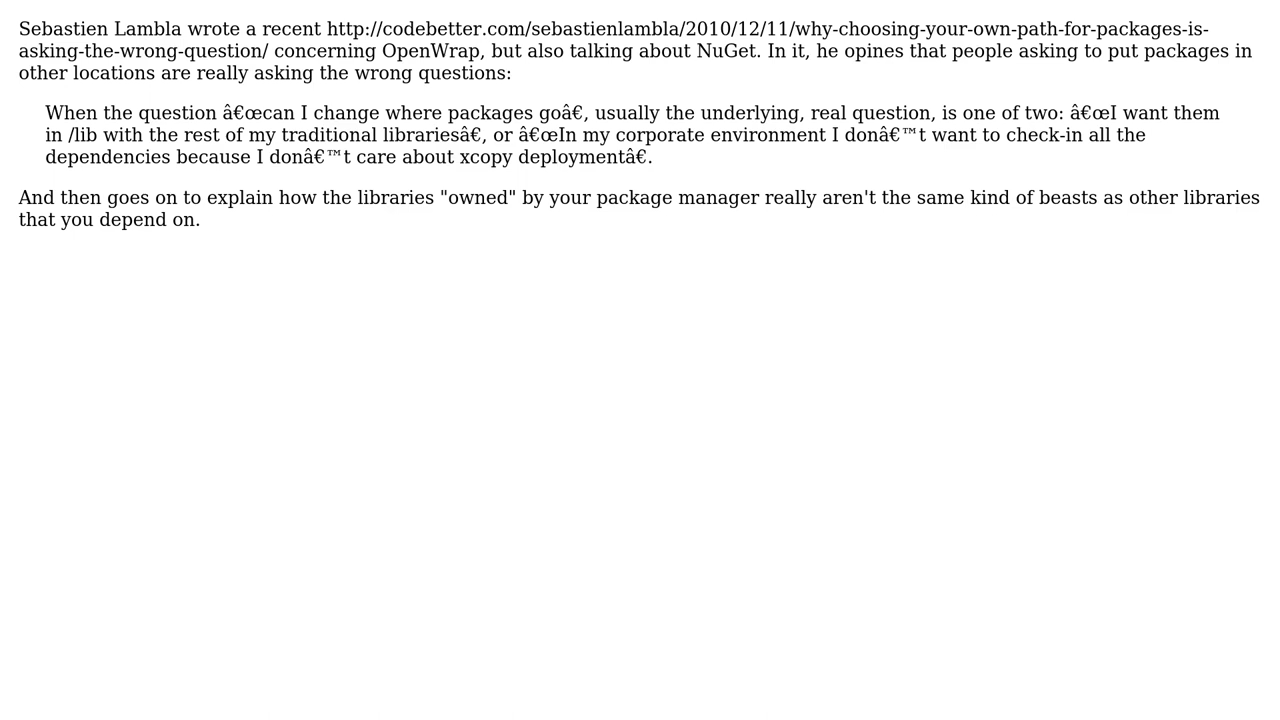 Sebastien Lambla wrote a recent http://codebetter.com/sebastienlambla/2010/12/11/why-choosing-your-own-path-for-packages-is-
asking-the-wrong-question/ concerning OpenWrap, but also talking about NuGet. In it, he opines that people asking to put packages in
other locations are really asking the wrong questions:
When the question â€œcan I change where packages goâ€, usually the underlying, real question, is one of two: â€œI want them
in /lib with the rest of my traditional librariesâ€, or â€œIn my corporate environment I donâ€™t want to check-in all the
dependencies because I donâ€™t care about xcopy deploymentâ€.
And then goes on to explain how the libraries "owned" by your package manager really aren't the same kind of beasts as other libraries
that you depend on.